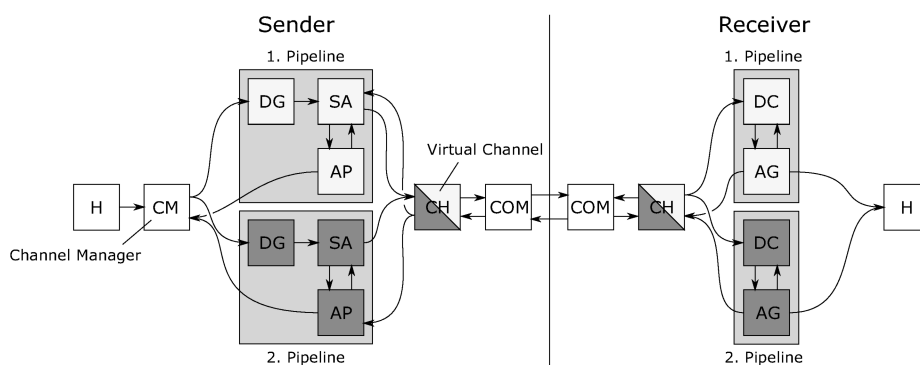 Sender
Receiver
1. Pipeline
1. Pipeline
DG
SA
DC
Virtual Channel
AP
AG
H
CM
CH
COM
COM
CH
H
Channel Manager
DG
SA
DC
AP
AG
2. Pipeline
2. Pipeline